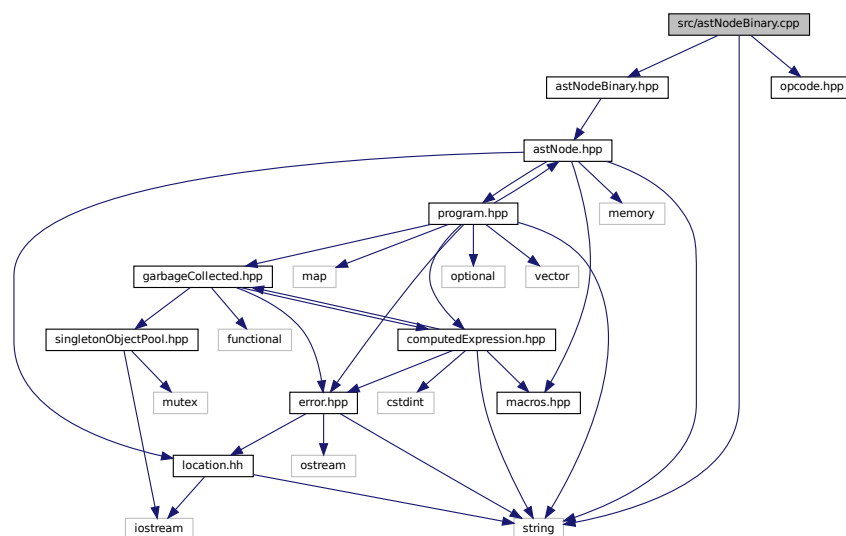 src/astNodeBinary.cpp
astNodeBinary.hpp
opcode.hpp
astNode.hpp
program.hpp
memory
garbageCollected.hpp
map
optional
vector
singletonObjectPool.hpp
functional
computedExpression.hpp
mutex
error.hpp
cstdint
macros.hpp
location.hh
ostream
iostream
string